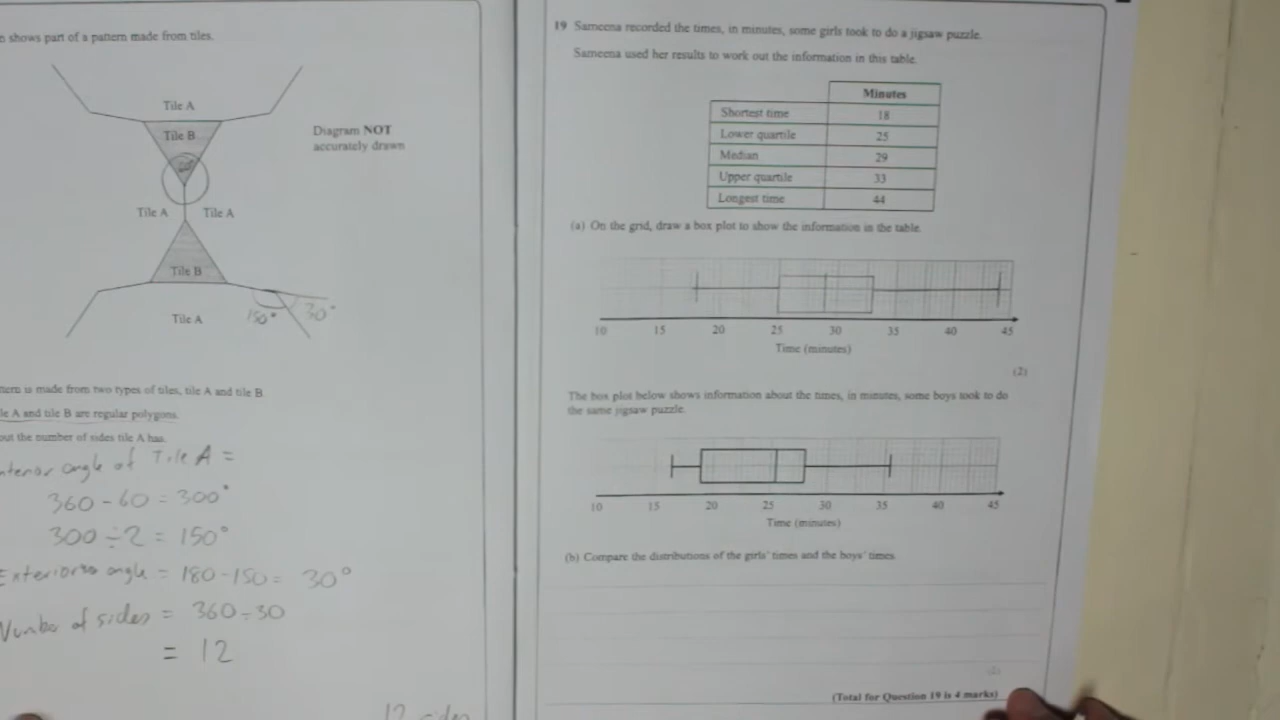 shows part of a pattern made from tiles.
Tile A
Tile B
Diagram NOT
accurately drawn
Tile A
Tile A
Tile B
Tile A
150°
30°
is made from two types of tiles, tile A and tile B
A and tile B are regular polygons.
the number of sides tile A has.
angle of Tile A =
360 - 60 = 300°
300 ÷ 2 = 150°
angle = 180 - 150 = 30°
Number of sides = 360 ÷ 30
= 12
12 sides
19 Sameena recorded the times, in minutes, some girls took to do a jigsaw puzzle.
Sameena used her results to work out the information in this table.
Minutes
Shortest time 18
Lower quartile 25
Median 29
Upper quartile 33
Longest time 44
(a) On the grid, draw a box plot to show the information in the table.
10 15 20 25 30 35 40 45
Time (minutes)
(2)
The box plot below shows information about the times, in minutes, some boys took to do
the same jigsaw puzzle.
10 15 20 25 30 35 40 45
Time (minutes)
(b) Compare the distributions of the girls' times and the boys' times.
(2)
(Total for Question 19 is 4 marks)